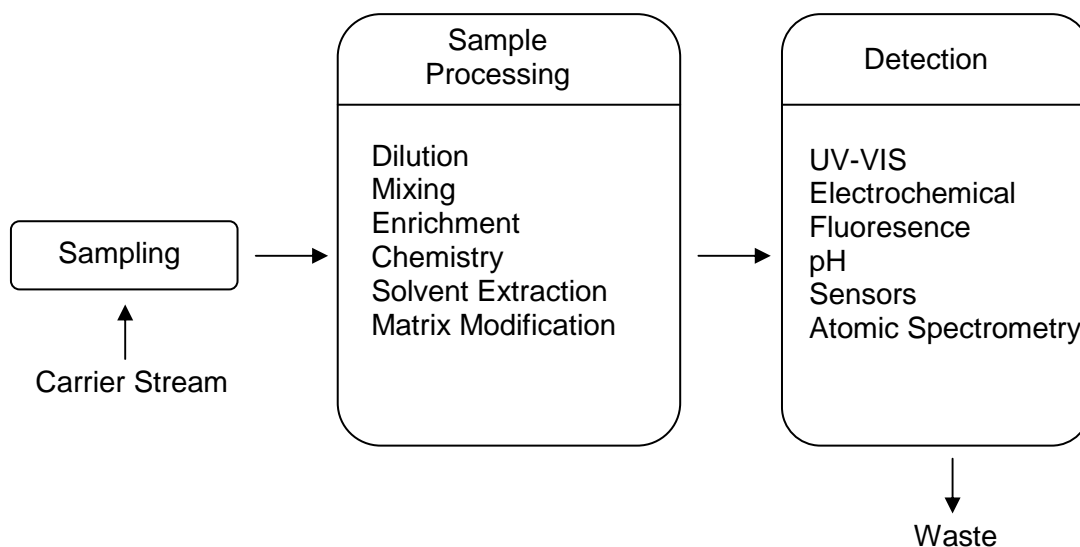 Sampling
Carrier Stream
Sample
Processing
Dilution
Mixing
Enrichment
Chemistry
Solvent Extraction
Matrix Modification
Detection
UV-VIS
Electrochemical
Fluoresence
pH
Sensors
Atomic Spectrometry
Waste